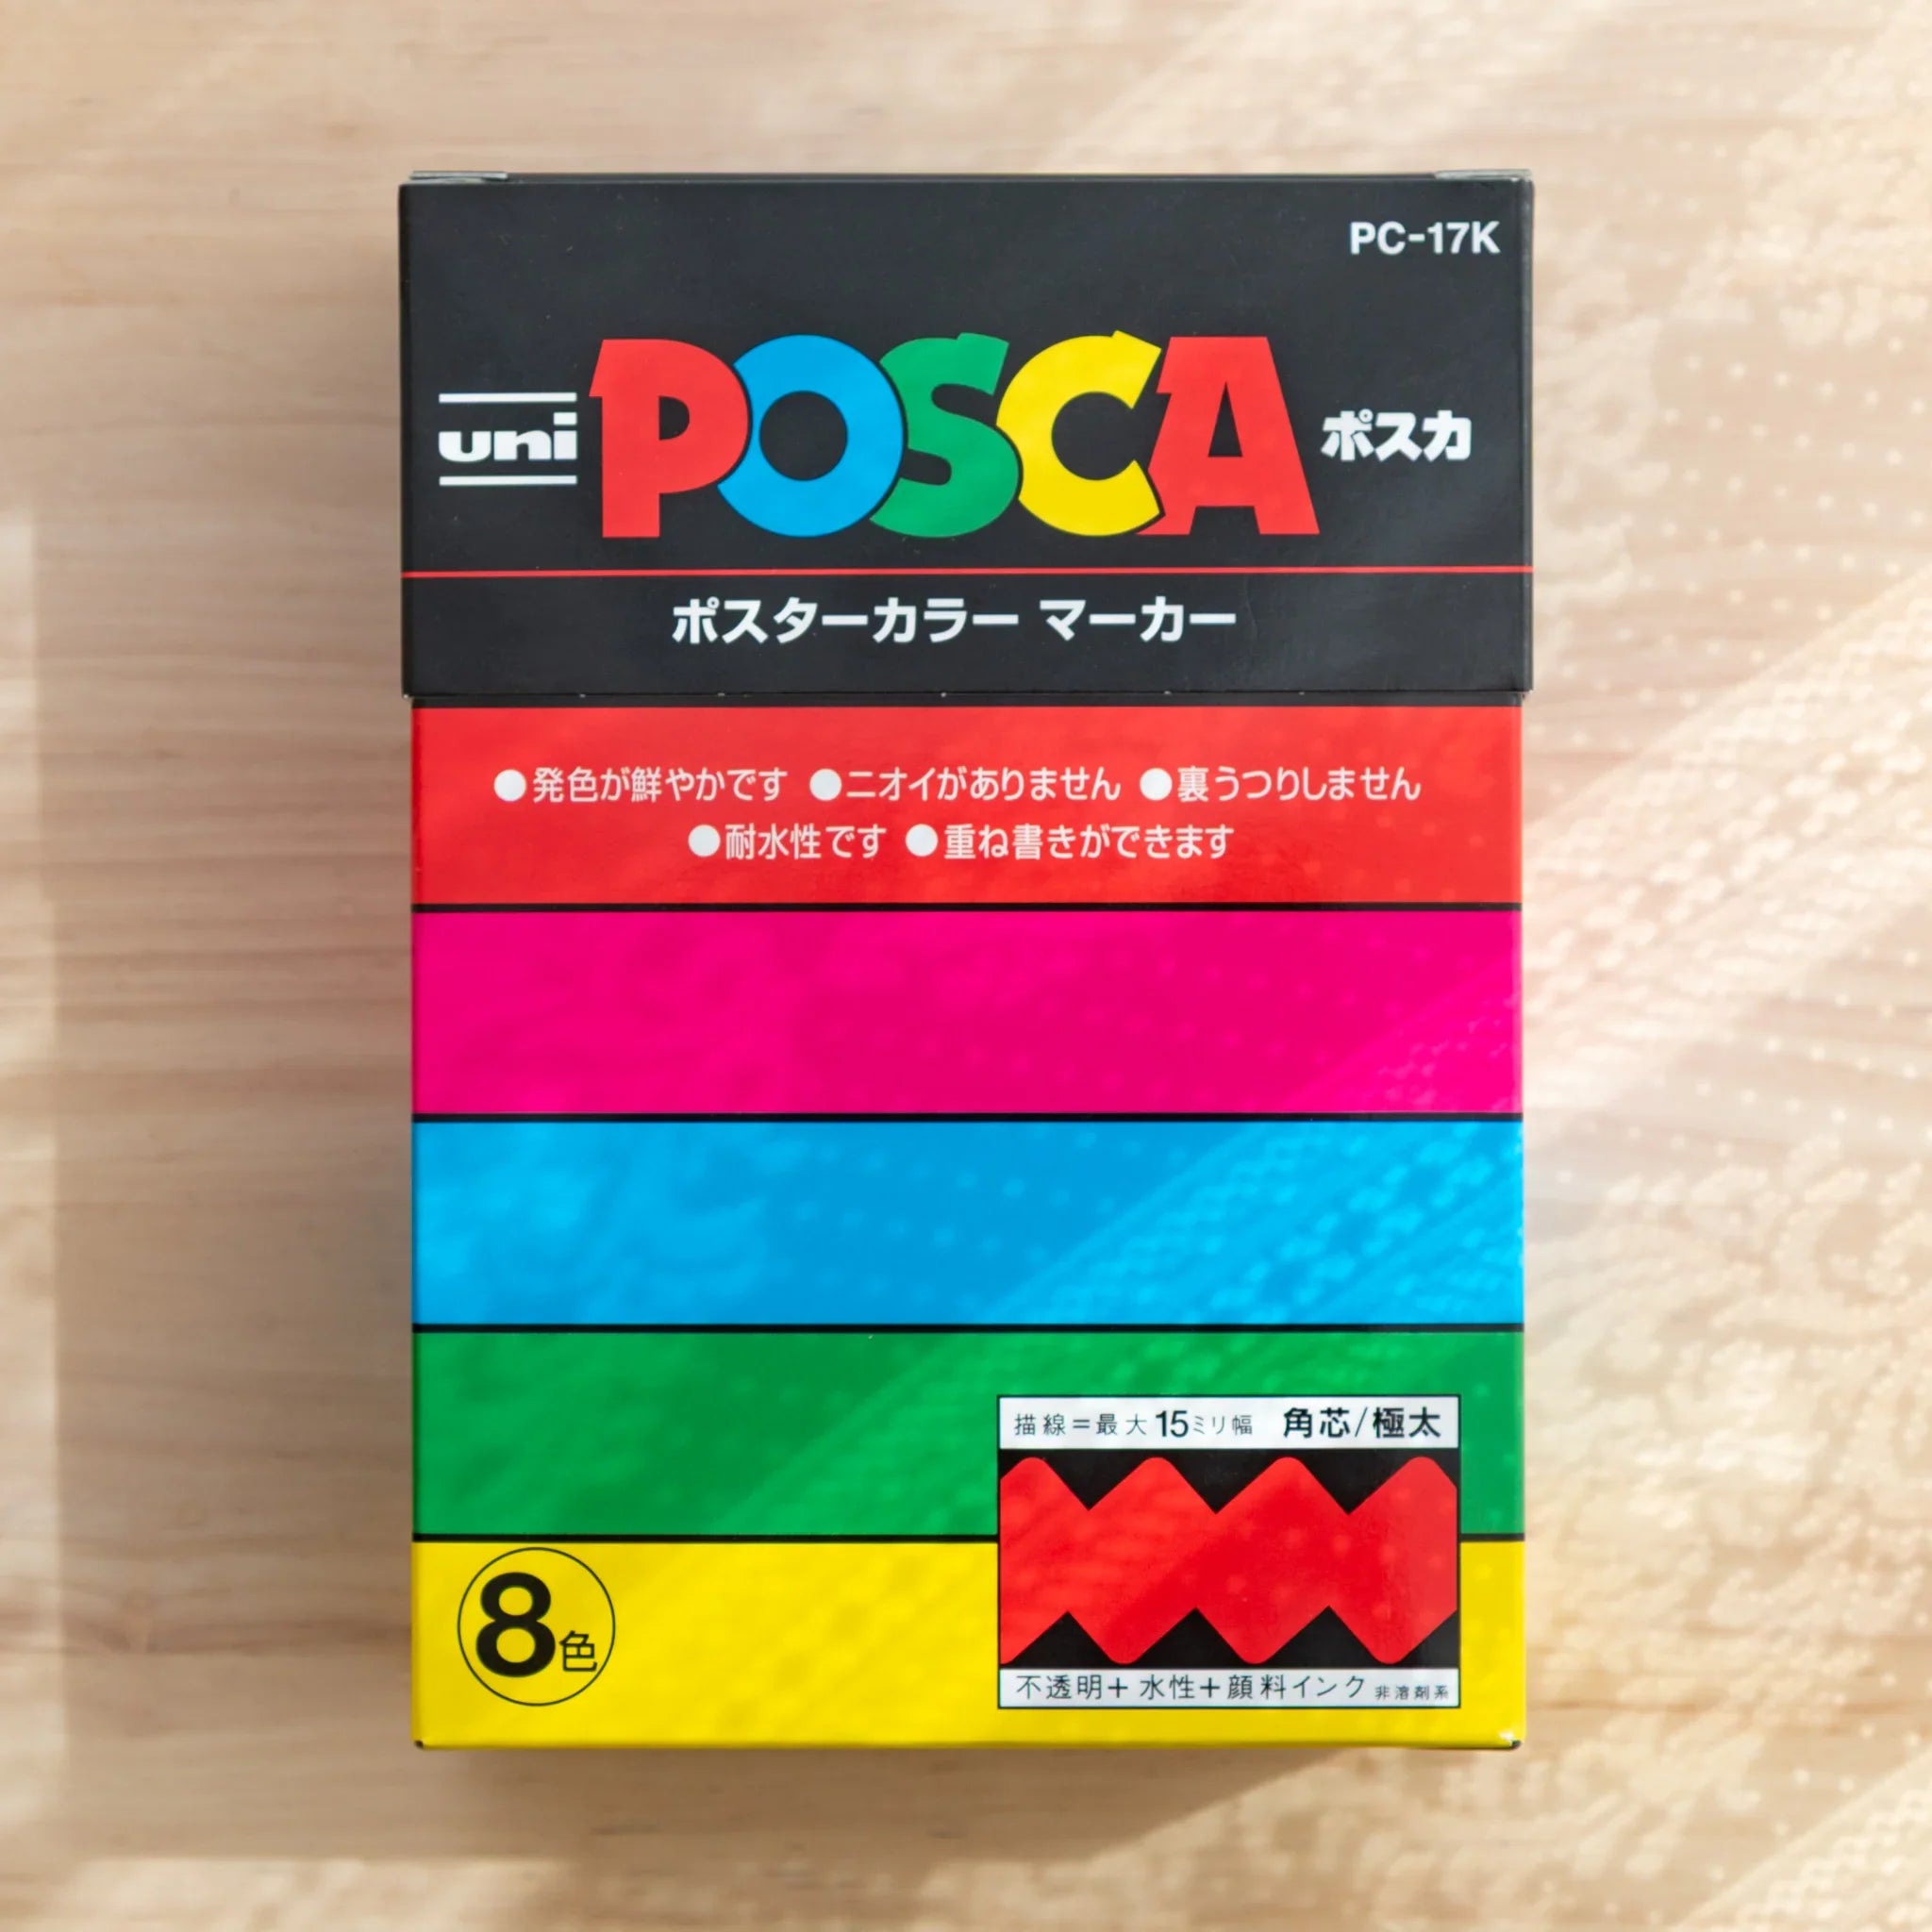 PC-17K
uni POSCA ポスカ
ポスターカラー マーカー
●発色が鮮やかです ●ニオイがありません ●裏うつりしません
●耐水性です ●重ね書きができます
描線=最大15ミリ幅 角芯/極太
8色
不透明+水性+顔料インク 非溶剤系